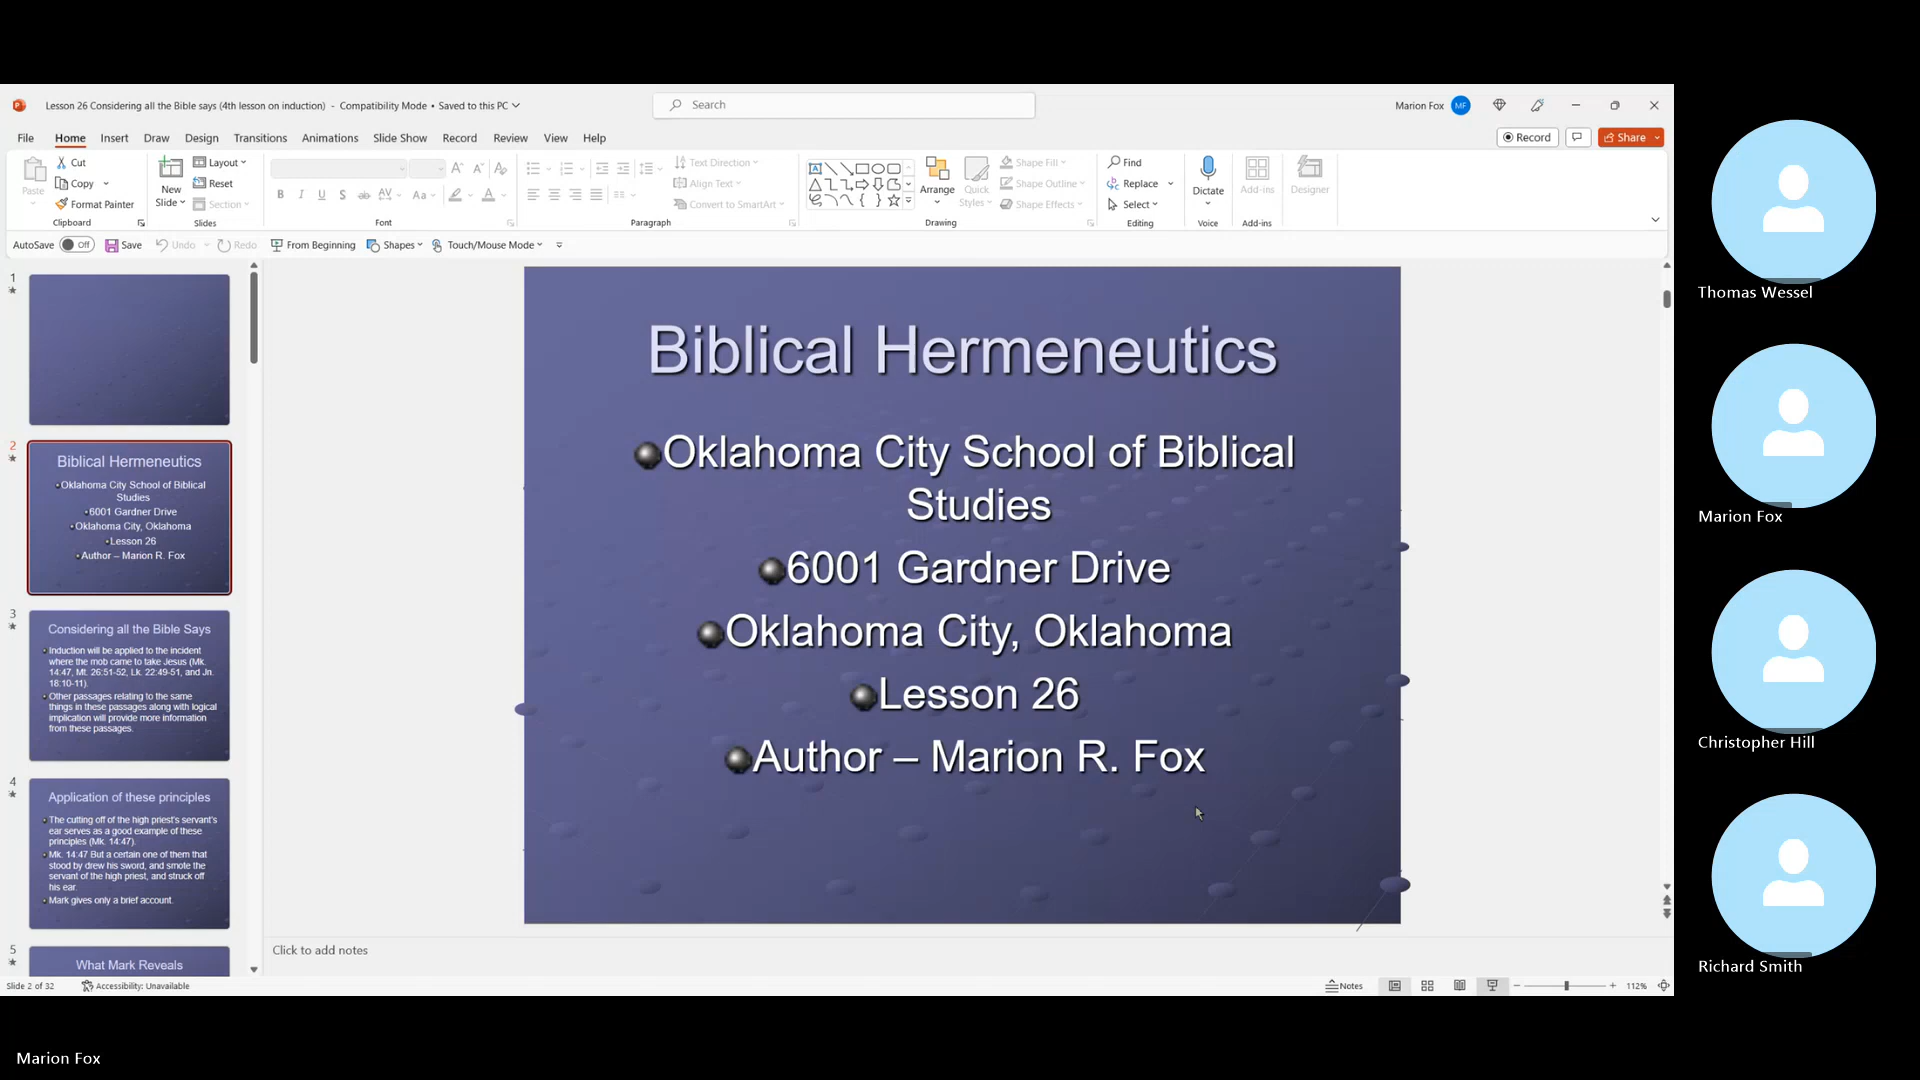 Lesson 26 Considering all the Bible says (4th lesson on induction) - Compatibility Mode • Saved to this PC
Search
Marion Fox MF
File Home Insert Draw Design Transitions Animations Slide Show Record Review View Help
Record
Share
Paste
Cut
Copy
Format Painter
Clipboard
New Slide
Layout
Reset
Section
Slides
B I U S ab AV Aa A
Font
Text Direction
Align Text
Convert to SmartArt
Paragraph
Arrange
Quick Styles
Shape Fill
Shape Outline
Shape Effects
Drawing
Find
Replace
Select
Editing
Dictate
Voice
Add-ins
Add-ins
Designer
AutoSave Off Save Undo Redo From Beginning Shapes Touch/Mouse Mode
1
2
Biblical Hermeneutics
Oklahoma City School of Biblical
Studies
6001 Gardner Drive
Oklahoma City, Oklahoma
Lesson 26
Author – Marion R. Fox
3
Considering all the Bible Says
Induction will be applied to the incident
where the mob came to take Jesus (Mk.
14:47, Mt. 26:51-52, Lk. 22:49-51, and Jn.
18:10-11).
Other passages relating to the same
things in these passages along with logical
implication will provide more information
from these passages.
4
Application of these principles
The cutting off of the high priest's servant's
ear serves as a good example of these
principles (Mk. 14:47).
Mk. 14:47 But a certain one of them that
stood by drew his sword, and smote the
servant of the high priest, and struck off
his ear.
Mark gives only a brief account.
5
What Mark Reveals
Biblical Hermeneutics
Oklahoma City School of Biblical
Studies
6001 Gardner Drive
Oklahoma City, Oklahoma
Lesson 26
Author – Marion R. Fox
Click to add notes
Slide 2 of 32
Accessibility: Unavailable
Notes
112%
Thomas Wessel
Marion Fox
Christopher Hill
Richard Smith
Marion Fox